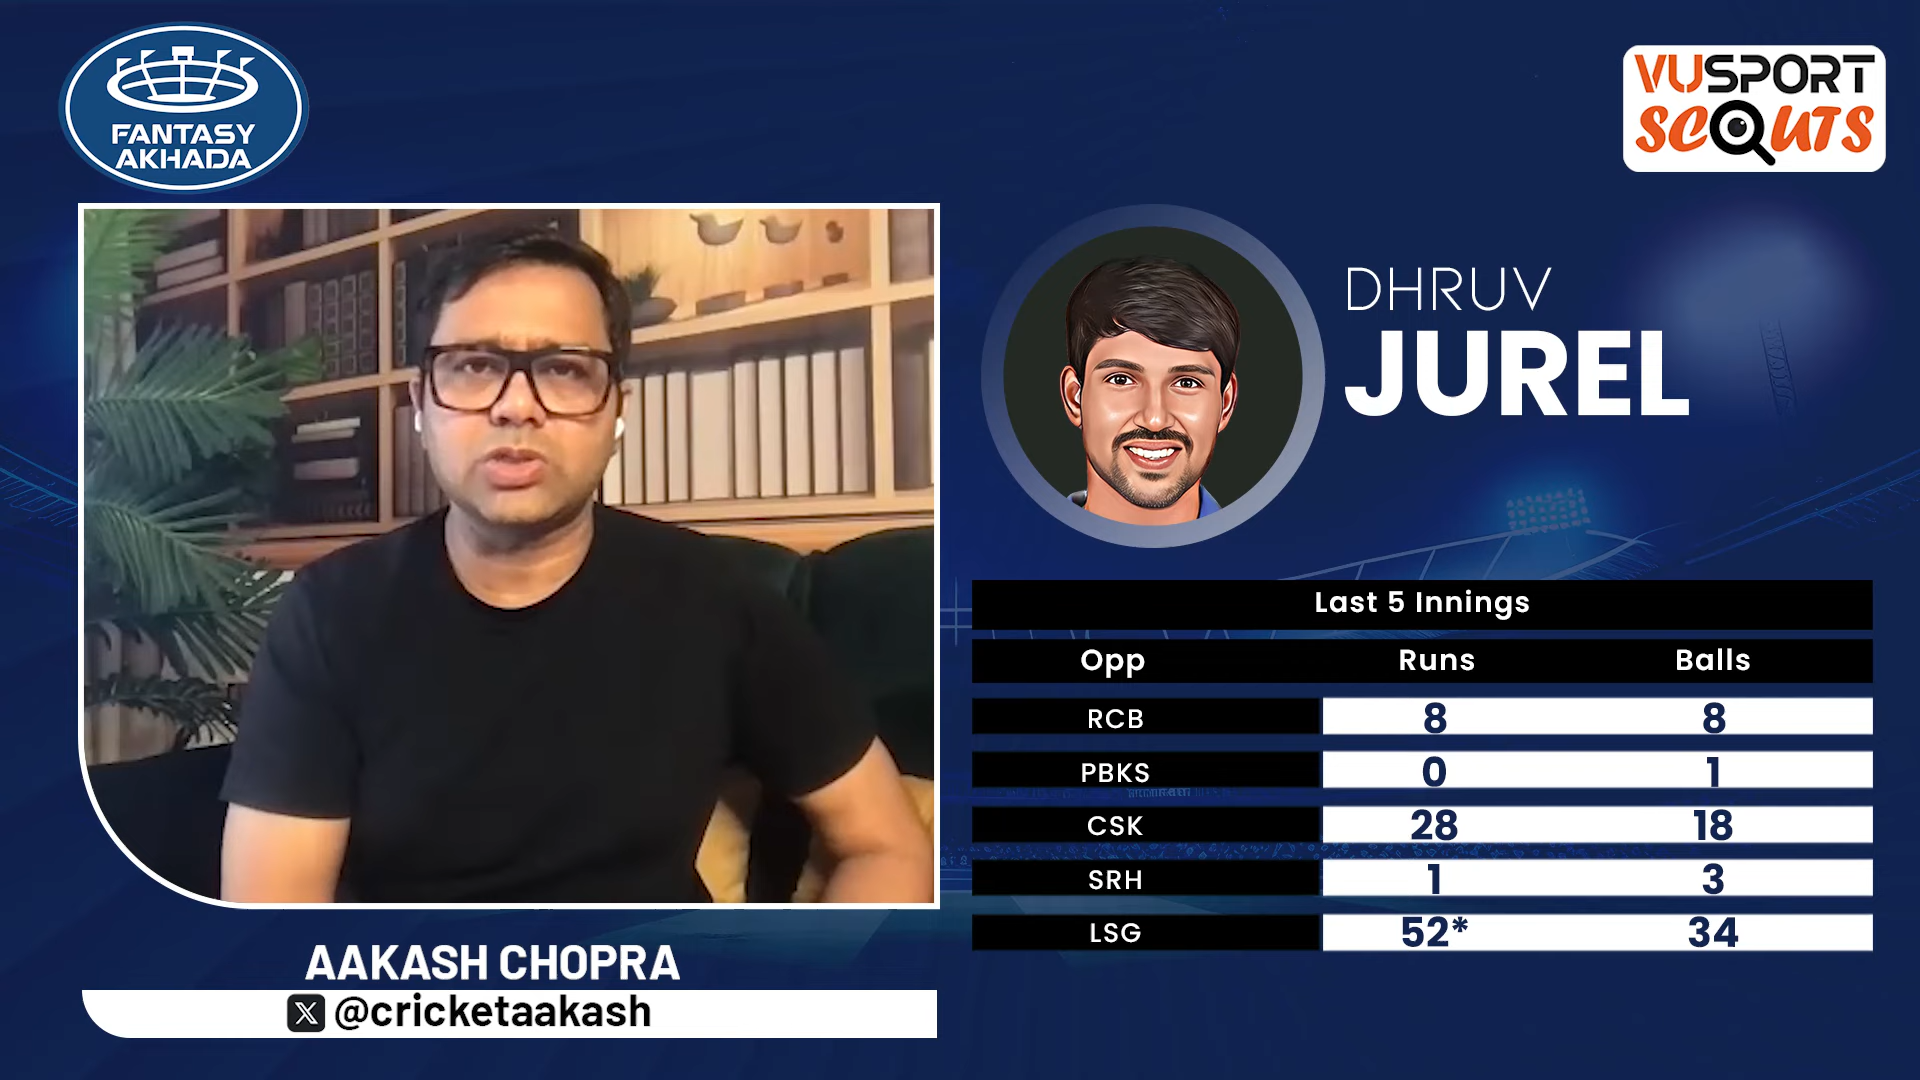 FANTASY
AKHADA
VUSPORT
SCOUTS
DHRUV
JUREL
Last 5 Innings
Opp Runs Balls
RCB 8 8
PBKS 0 1
CSK 28 18
SRH 1 3
LSG 52* 34
AAKASH CHOPRA
X @cricketaakash